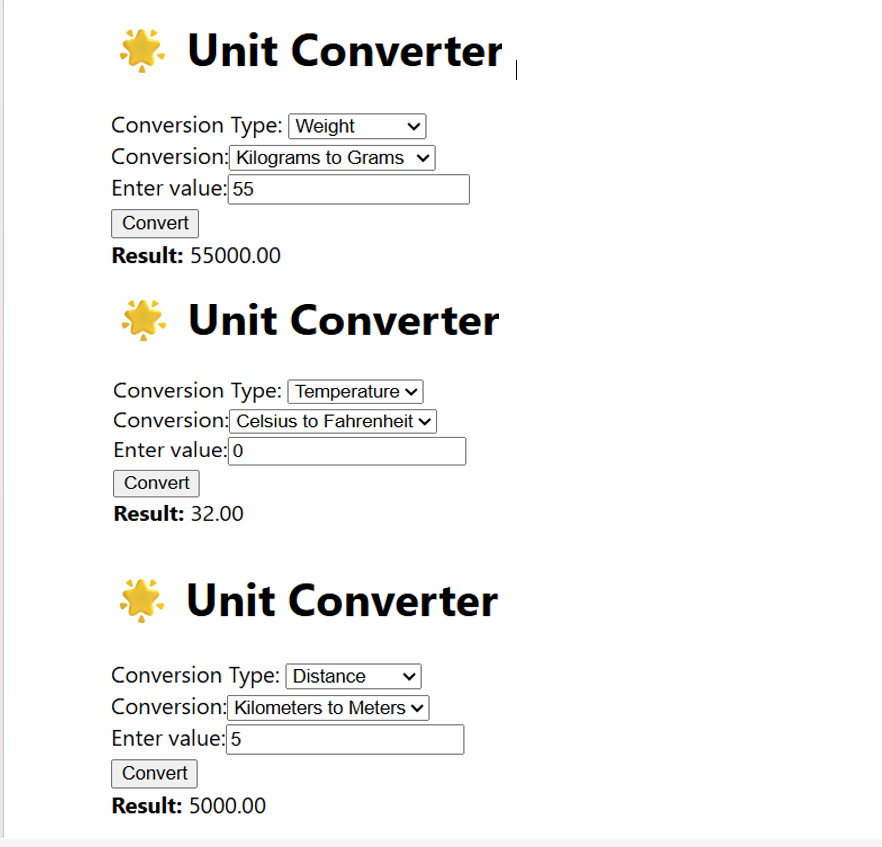 Unit Converter
Conversion Type: Weight
Conversion: Kilograms to Grams
Enter value: 55
Convert
Result: 55000.00
Unit Converter
Conversion Type: Temperature
Conversion: Celsius to Fahrenheit
Enter value: 0
Convert
Result: 32.00
Unit Converter
Conversion Type: Distance
Conversion: Kilometers to Meters
Enter value: 5
Convert
Result: 5000.00